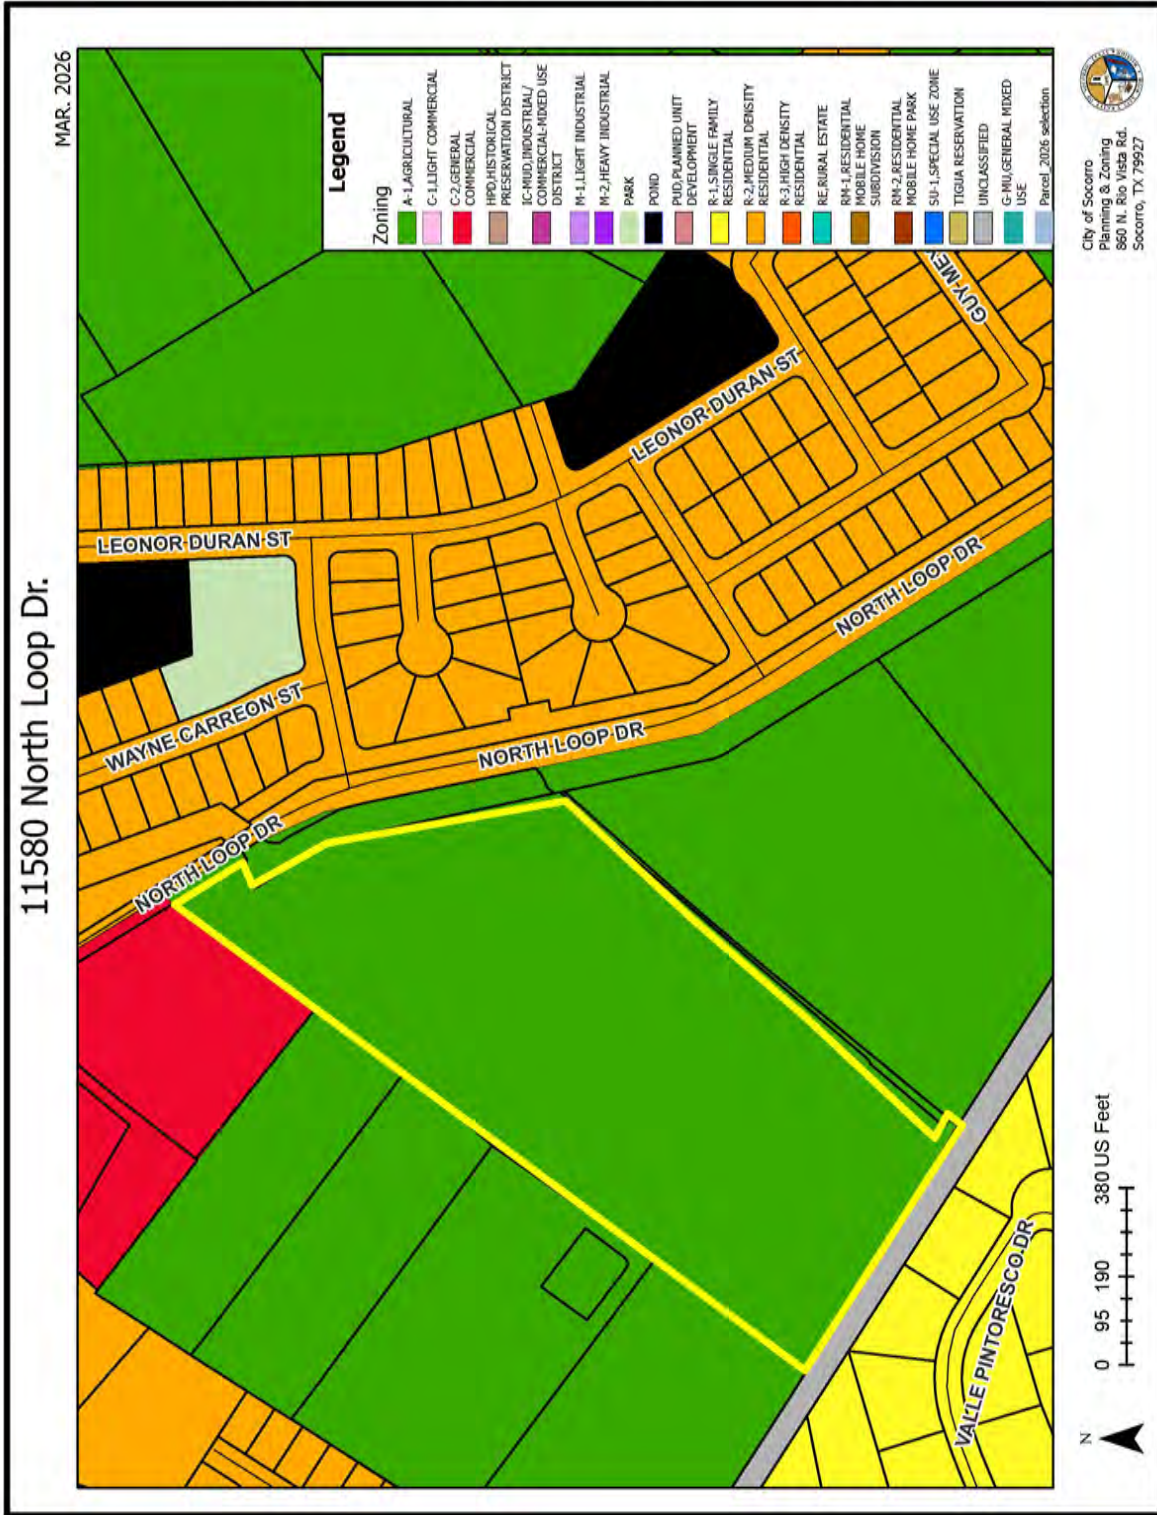 11580 North Loop Dr.
MAR. 2026
LEONOR DURAN ST
WAYNE CARREON ST
NORTH LOOP DR
NORTH LOOP DR
LEONOR DURAN ST
NORTH LOOP DR
VALLE PINTORESCO DR
Legend
Zoning
A-1,AGRICULTURAL
C-1,LIGHT COMMERCIAL
C-2,GENERAL
COMMERCIAL
HPD,HISTORICAL
PRESERVATION DISTRICT
IC-MUD,INDUSTRIAL/
COMMERCIAL-MIXED USE
DISTRICT
M-1,LIGHT INDUSTRIAL
M-2,HEAVY INDUSTRIAL
PARK
POND
PUD,PLANNED UNIT
DEVELOPMENT
R-1,SINGLE FAMILY
RESIDENTIAL
R-2,MEDIUM DENSITY
RESIDENTIAL
R-3,HIGH DENSITY
RESIDENTIAL
RE,RURAL ESTATE
RM-1,RESIDENTIAL
MOBILE HOME
SUBDIVISION
RM-2,RESIDENTIAL
MOBILE HOME PARK
SU-1,SPECIAL USE ZONE
TIGUA RESERVATION
UNCLASSIFIED
G-MU,GENERAL MIXED
USE
Parcel_2026 selection
N
0 95 190 380 US Feet
City of Socorro
Planning & Zoning
860 N. Rio Vista Rd.
Socorro, TX 79927